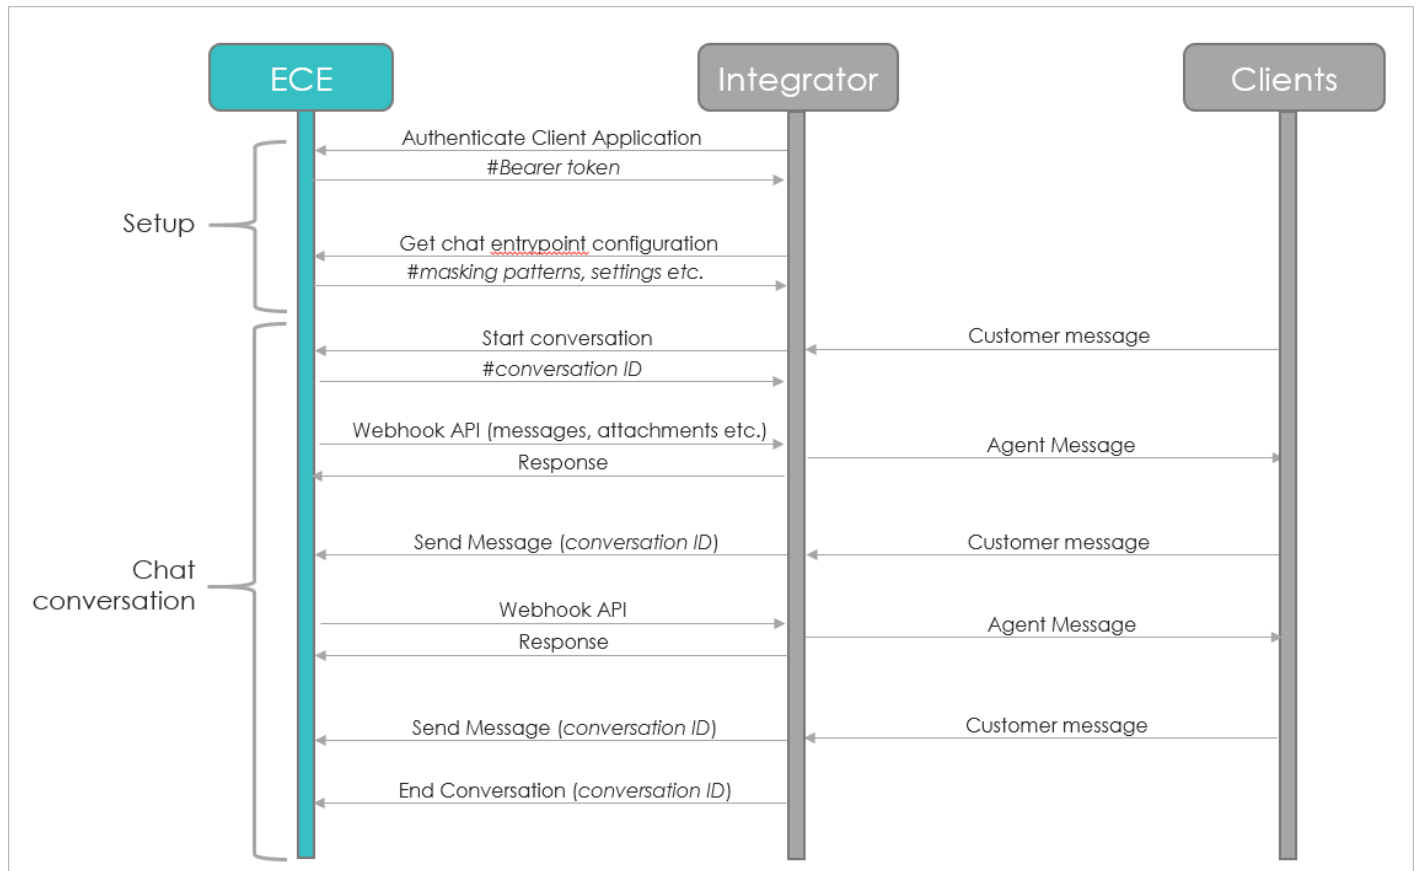 ECE
Integrator
Clients
Authenticate Client Application
#Bearer token
Setup
Get chat entrypoint configuration
#masking patterns, settings etc.
Start conversation
Customer message
#conversation ID
Webhook API (messages, attachments etc.)
Agent Message
Response
Send Message (conversation ID)
Customer message
Chat
conversation
Webhook API
Agent Message
Response
Send Message (conversation ID)
Customer message
End Conversation (conversation ID)